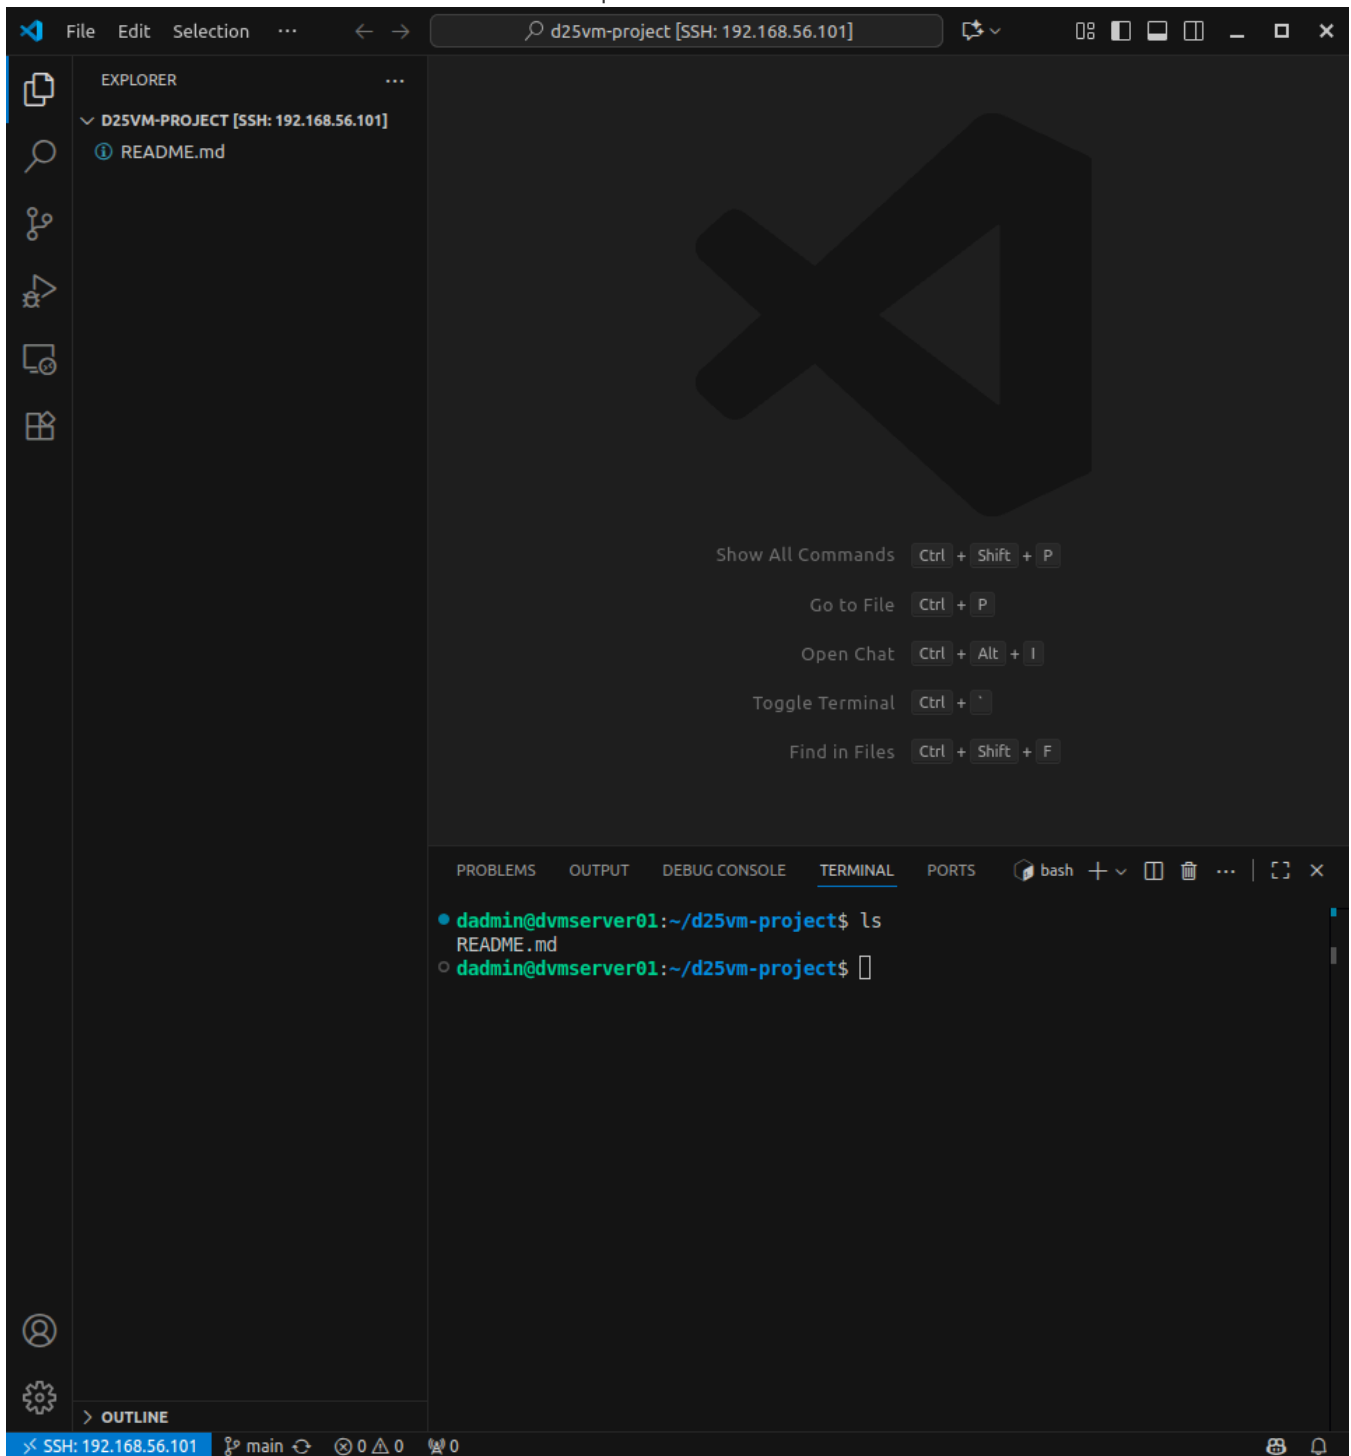 File Edit Selection ··· d25vm-project [SSH: 192.168.56.101]
EXPLORER
D25VM-PROJECT [SSH: 192.168.56.101]
README.md
Show All Commands Ctrl + Shift + P
Go to File Ctrl + P
Open Chat Ctrl + Alt + I
Toggle Terminal Ctrl + `
Find in Files Ctrl + Shift + F
PROBLEMS OUTPUT DEBUG CONSOLE TERMINAL PORTS bash
dadmin@dvmserver01:~/d25vm-project$ ls
README.md
dadmin@dvmserver01:~/d25vm-project$
OUTLINE
SSH: 192.168.56.101 main 0 0 0